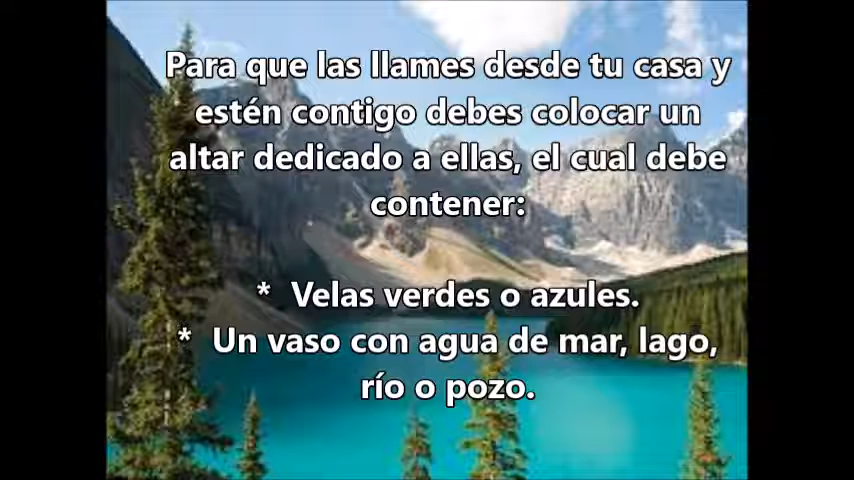 Para que las llames desde tu casa y
estén contigo debes colocar un
altar dedicado a ellas, el cual debe
contener:
* Velas verdes o azules.
* Un vaso con agua de mar, lago,
río o pozo.